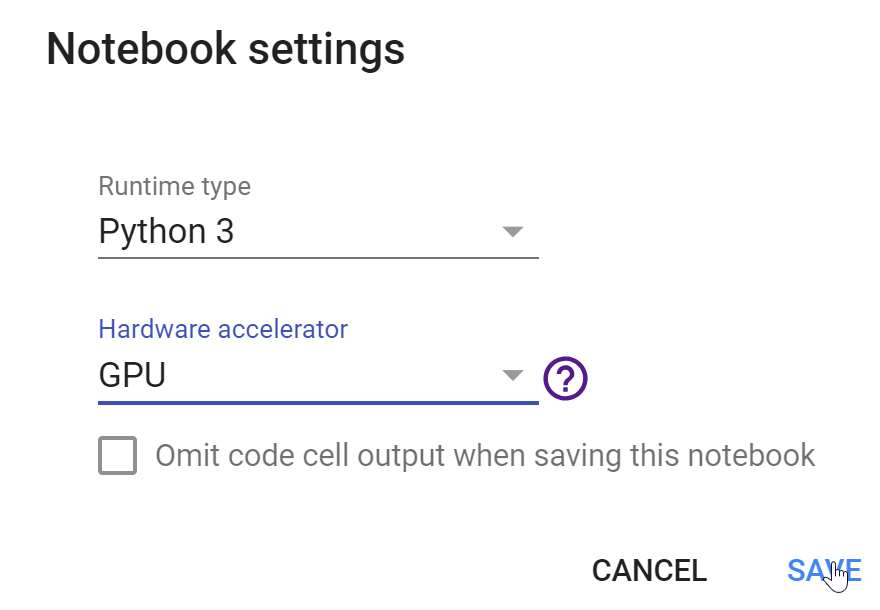 Notebook settings
Runtime type
Python 3
Hardware accelerator
GPU
?
Omit code cell output when saving this notebook
CANCEL SAVE